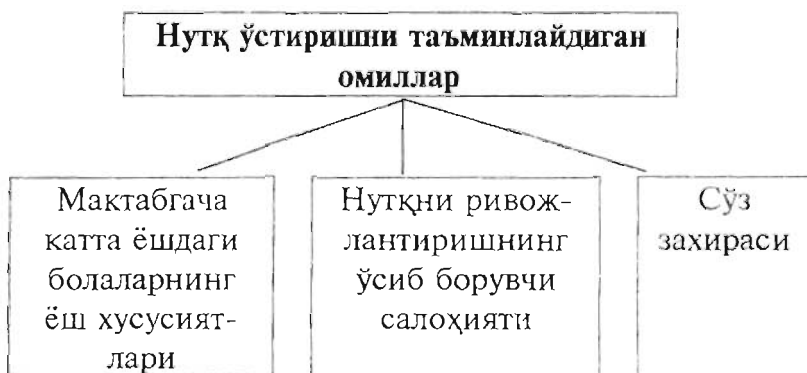 Нутқ ўстиришни таъминлайдиган
омиллар
Мактабгача
катта ёшдаги
болаларнинг
ёш хусусият-
лари
Нутқни ривож-
лантиришнинг
ўсиб борувчи
салоҳияти
Сўз
захираси